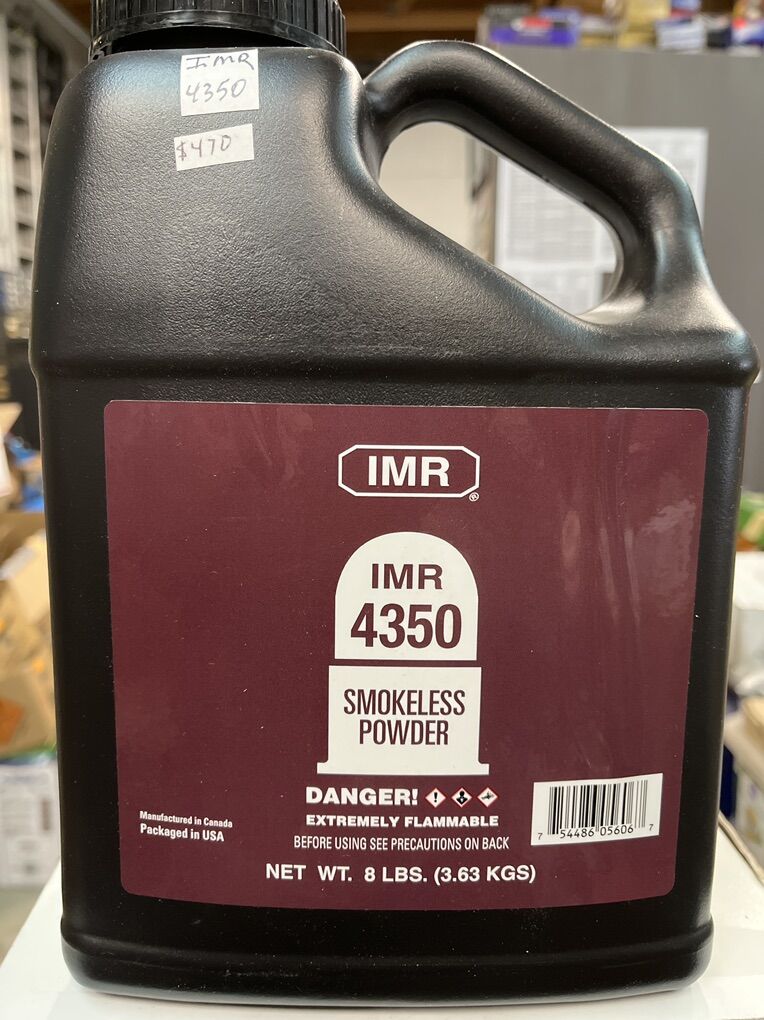 IMR
4350
$470
IMR
®
IMR
4350
SMOKELESS
POWDER
DANGER!
EXTREMELY FLAMMABLE
BEFORE USING SEE PRECAUTIONS ON BACK
NET WT. 8 LBS. (3.63 KGS)
Manufactured in Canada
Packaged in USA
7 54486 05606 7